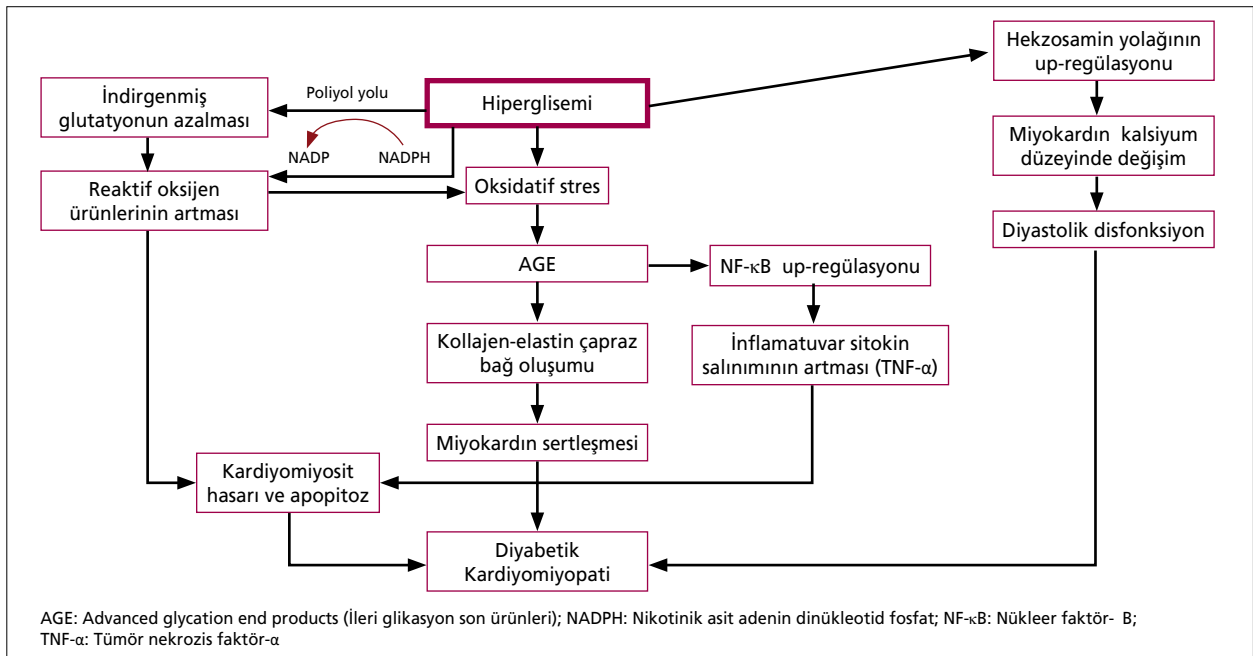 Hiperglisemi
Poliyol yolu
NADP
NADPH
İndirgenmiş
glutatyonun azalması
Reaktif oksijen
ürünlerinin artması
Oksidatif stres
AGE
NF-κB up-regülasyonu
Kollajen-elastin çapraz
bağ oluşumu
İnflamatuvar sitokin
salınımının artması (TNF-α)
Miyokardın sertleşmesi
Kardiyomiyosit
hasarı ve apopitoz
Diyabetik
Kardiyomiyopati
Hekzosamin yolağının
up-regülasyonu
Miyokardın kalsiyum
düzeyinde değişim
Diyastolik disfonksiyon
AGE: Advanced glycation end products (İleri glikasyon son ürünleri); NADPH: Nikotinik asit adenin dinükleotid fosfat; NF-κB: Nükleer faktör- B;
TNF-α: Tümör nekrozis faktör-α